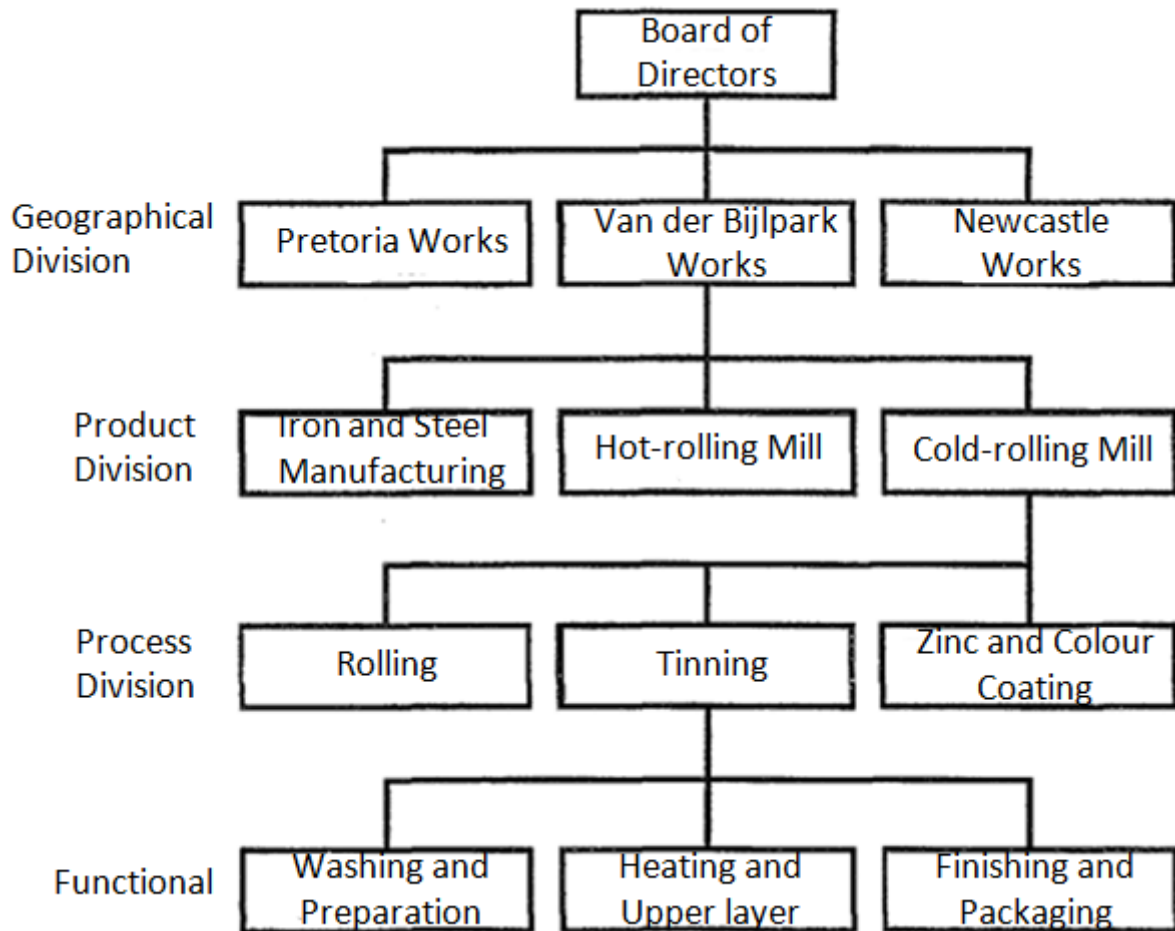 Board of
Directors
Geographical
Division
Pretoria Works
Van der Bijlpark
Works
Newcastle
Works
Product
Division
Iron and Steel
Manufacturing
Hot-rolling Mill
Cold-rolling Mill
Process
Division
Rolling
Tinning
Zinc and Colour
Coating
Functional
Washing and
Preparation
Heating and
Upper layer
Finishing and
Packaging